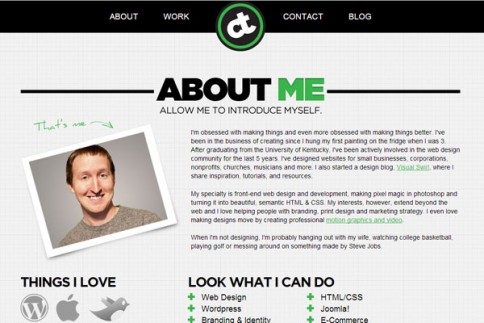 ABOUT WORK ct CONTACT BLOG
ABOUT ME
ALLOW ME TO INTRODUCE MYSELF.
That's me
I'm obsessed with making things and even more obsessed with making things better. I've
been in the business of creating since I hung my first painting on the fridge when I was 3.
After graduating from the University of Kentucky, I've been actively involved in the web design
community for the last 5 years. I've designed websites for small businesses, corporations,
nonprofits, churches, musicians and more. I also started a design blog, Visual Swirl, where I
share inspiration, tutorials, and resources.
My specialty is front-end web design and development, making pixel magic in photoshop and
turning it into beautiful, semantic HTML & CSS. My interests, however, extend beyond the
web and I love helping people with branding, print design and marketing strategy. I even love
making designs move by creating professional motion graphics and video.
When I'm not designing, I'm probably hanging out with my wife, watching college basketball,
playing golf or messing around on something made by Steve Jobs.
THINGS I LOVE
LOOK WHAT I CAN DO
Web Design
HTML/CSS
Wordpress
Joomla!
Branding & Identity
E-Commerce